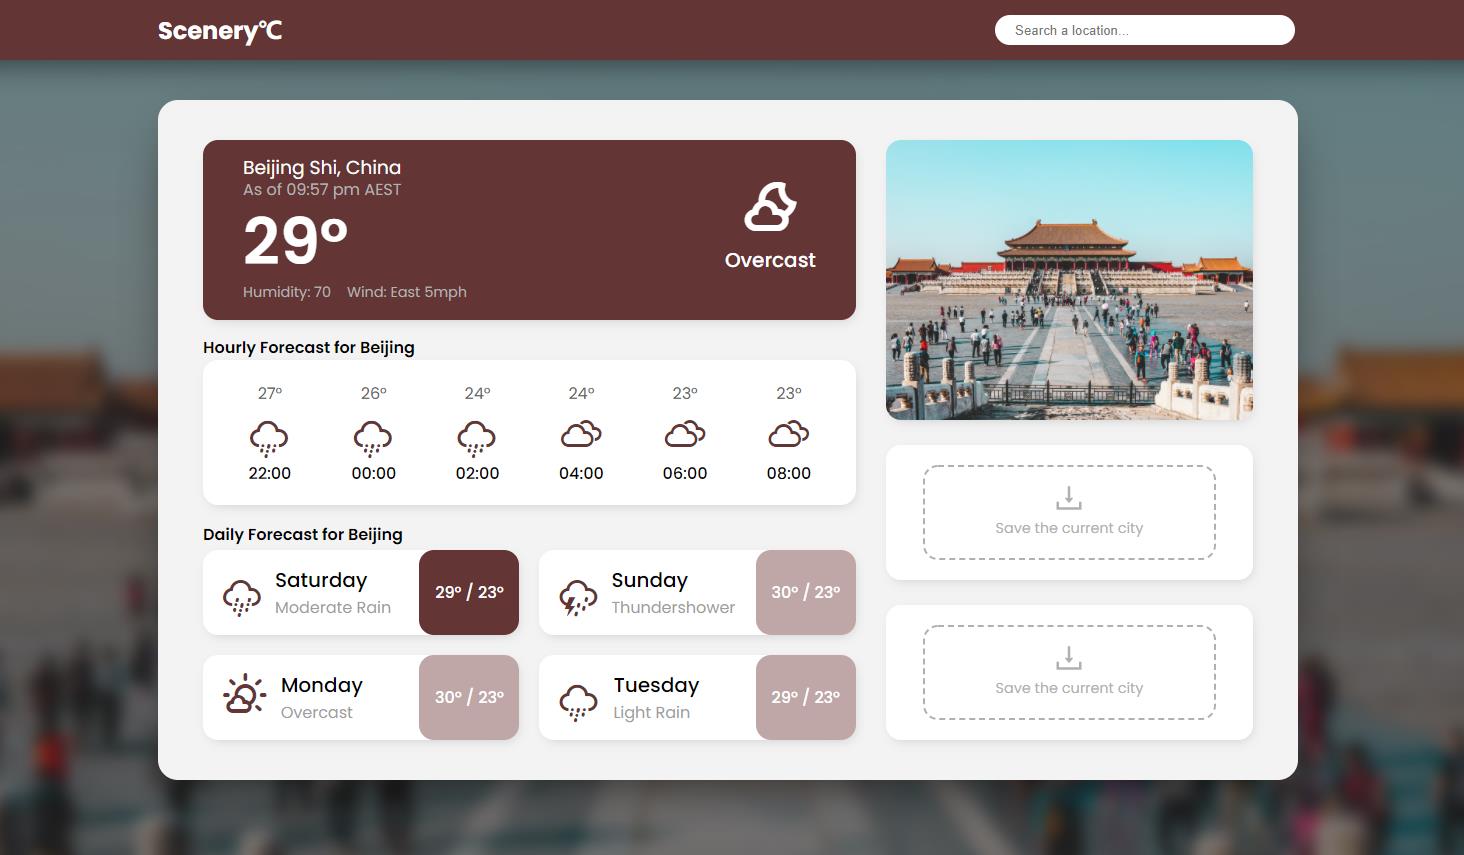 Scenery℃
Search a location...
Beijing Shi, China
As of 09:57 pm AEST
29°
Humidity: 70 Wind: East 5mph
Overcast
Hourly Forecast for Beijing
27° 26° 24° 24° 23° 23°
22:00 00:00 02:00 04:00 06:00 08:00
Daily Forecast for Beijing
Saturday
Moderate Rain
29° / 23°
Sunday
Thundershower
30° / 23°
Monday
Overcast
30° / 23°
Tuesday
Light Rain
29° / 23°
Save the current city
Save the current city